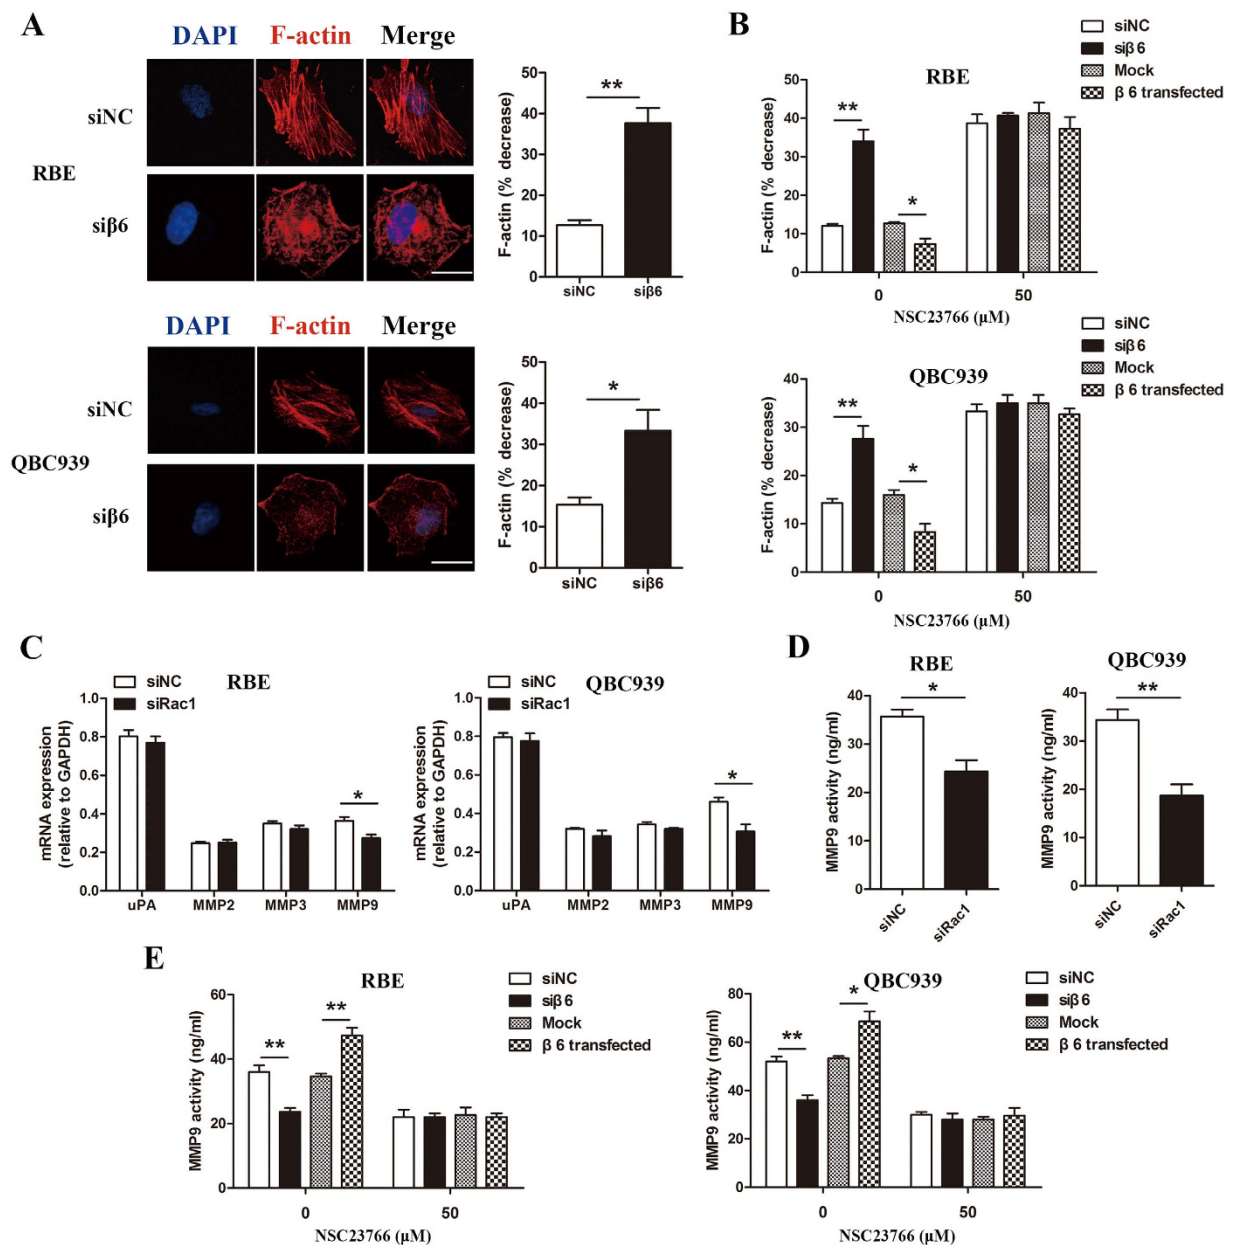 A
DAPI F-actin Merge
siNC
RBE
siβ6
F-actin (% decrease)
50
40
30
20
10
0
**
siNC siβ6
DAPI F-actin Merge
siNC
QBC939
siβ6
F-actin (% decrease)
50
40
30
20
10
0
*
siNC siβ6
B
siNC
siβ6
Mock
β 6 transfected
RBE
F-actin (% decrease)
50
40
30
20
10
0
**
*
0 50
NSC23766 (μM)
siNC
siβ6
Mock
β 6 transfected
QBC939
F-actin (% decrease)
40
30
20
10
0
**
*
0 50
NSC23766 (μM)
C
siNC
siRac1
RBE
mRNA expression
(relative to GAPDH)
1.0
0.8
0.6
0.4
0.2
0.0
*
uPA MMP2 MMP3 MMP9
siNC
siRac1
QBC939
mRNA expression
(relative to GAPDH)
1.0
0.8
0.6
0.4
0.2
0.0
*
uPA MMP2 MMP3 MMP9
D
RBE
MMP9 activity (ng/ml)
40
30
20
10
0
*
siNC siRac1
QBC939
MMP9 activity (ng/ml)
40
30
20
10
0
**
siNC siRac1
E
RBE
siNC
siβ6
Mock
β 6 transfected
MMP9 activity (ng/ml)
60
40
20
0
**
**
0 50
NSC23766 (μM)
QBC939
siNC
siβ6
Mock
β 6 transfected
MMP9 activity (ng/ml)
80
60
40
20
0
**
*
0 50
NSC23766 (μM)